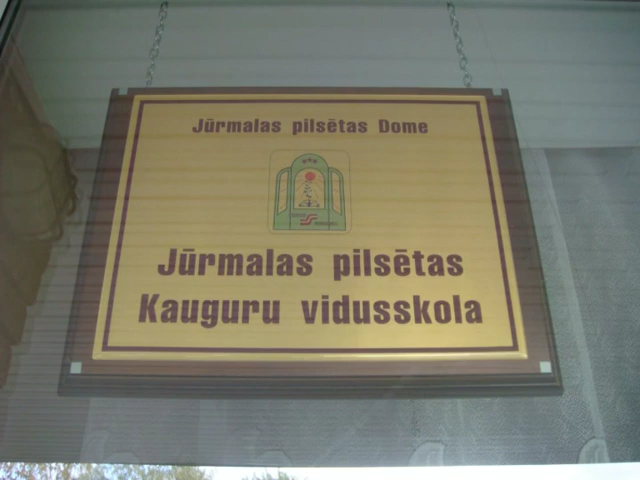 Jūrmalas pilsētas Dome
Jūrmalas pilsētas
Kauguru vidusskola